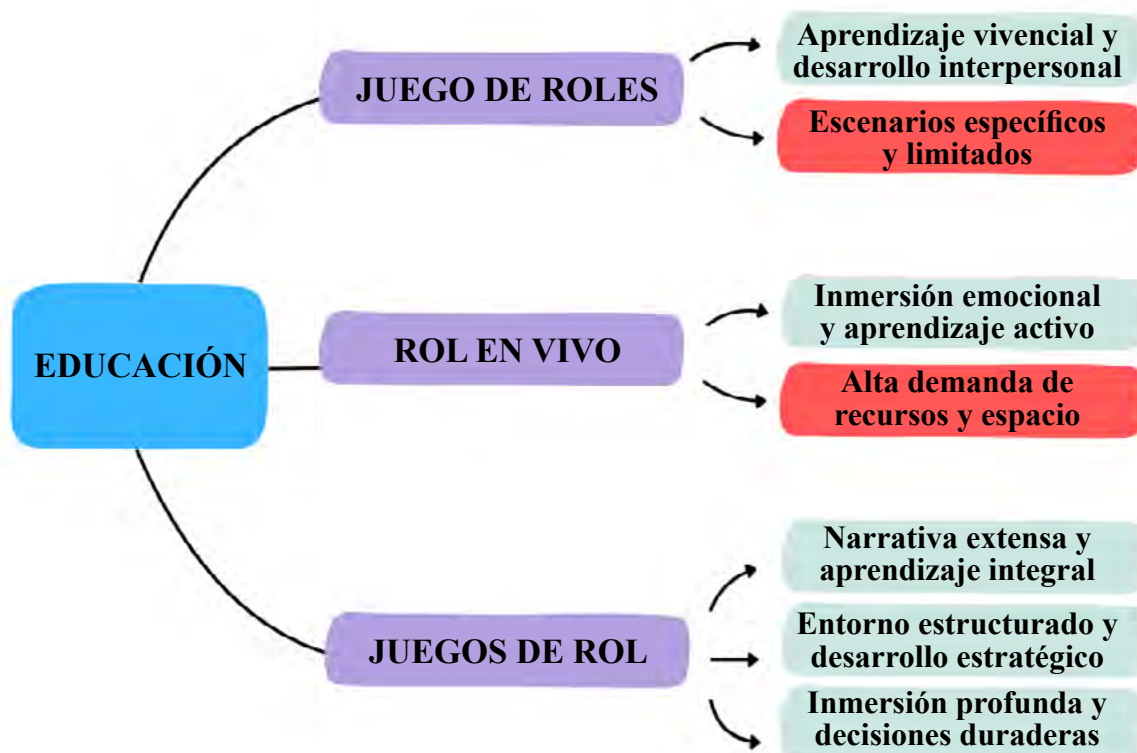 JUEGO DE ROLES
Aprendizaje vivencial y
desarrollo interpersonal
Escenarios específicos
y limitados
EDUCACIÓN
ROL EN VIVO
Inmersión emocional
y aprendizaje activo
Alta demanda de
recursos y espacio
JUEGOS DE ROL
Narrativa extensa y
aprendizaje integral
Entorno estructurado y
desarrollo estratégico
Inmersión profunda y
decisiones duraderas